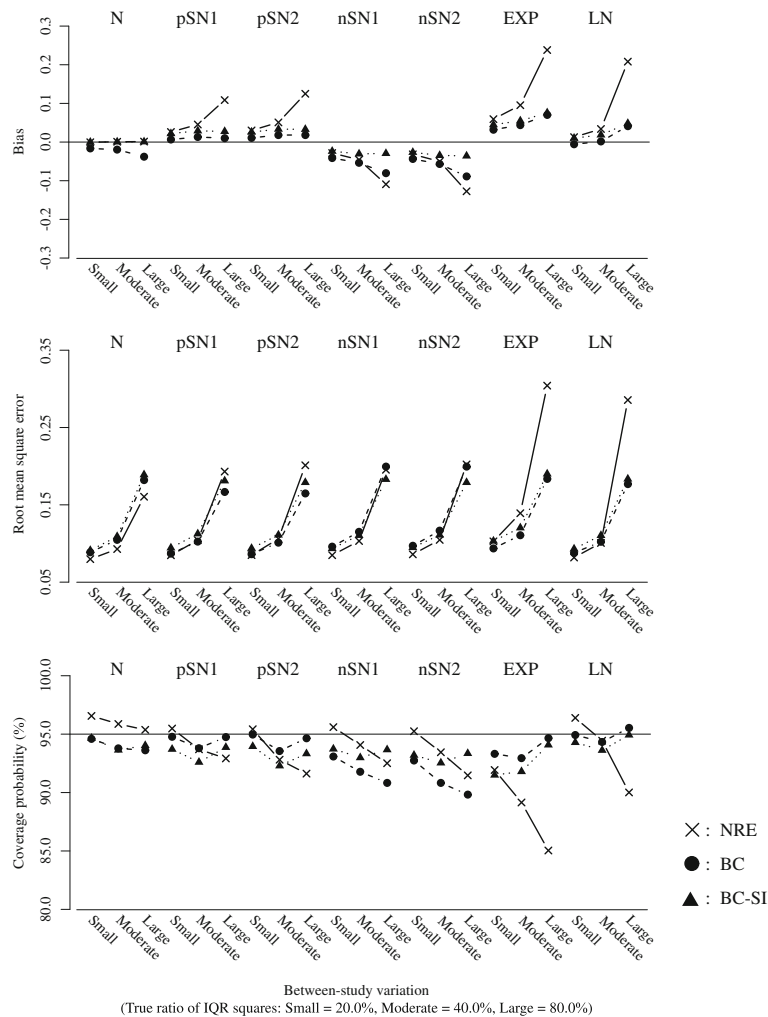 N pSN1 pSN2 nSN1 nSN2 EXP LN
Bias
0.3
0.2
0.1
0.0
-0.1
-0.2
-0.3
Small Moderate Large Small Moderate Large Small Moderate Large Small Moderate Large Small Moderate Large Small Moderate Large Small Moderate Large
N pSN1 pSN2 nSN1 nSN2 EXP LN
Root mean square error
0.35
0.25
0.15
0.05
Small Moderate Large Small Moderate Large Small Moderate Large Small Moderate Large Small Moderate Large Small Moderate Large Small Moderate Large
N pSN1 pSN2 nSN1 nSN2 EXP LN
Coverage probability (%)
100.0
95.0
90.0
85.0
80.0
Small Moderate Large Small Moderate Large Small Moderate Large Small Moderate Large Small Moderate Large Small Moderate Large Small Moderate Large
: NRE
: BC
: BC-SI
Between-study variation
(True ratio of IQR squares: Small = 20.0%, Moderate = 40.0%, Large = 80.0%)